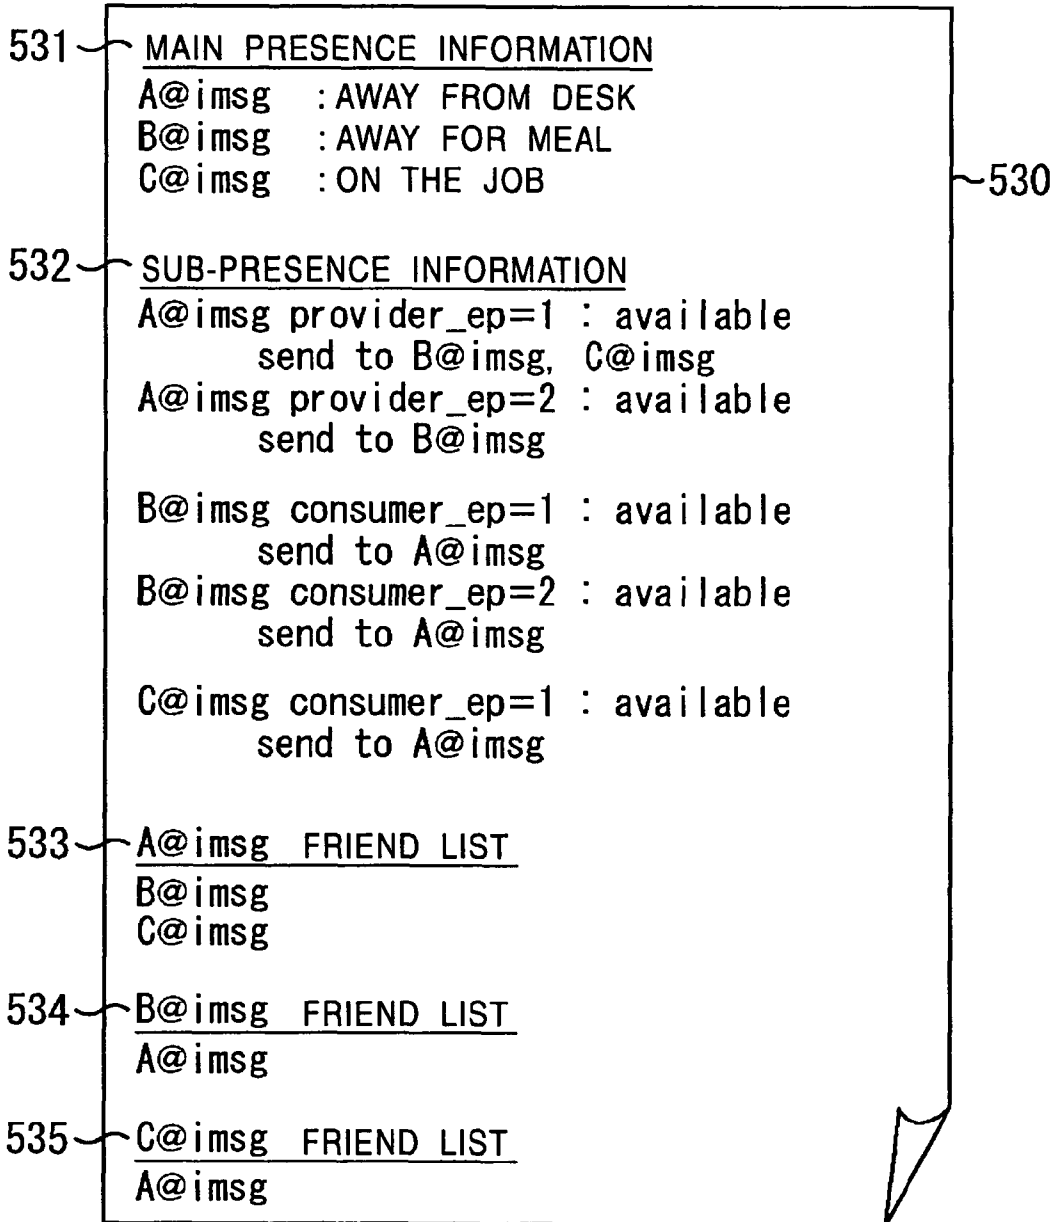 531 MAIN PRESENCE INFORMATION
A@imsg : AWAY FROM DESK
B@imsg : AWAY FOR MEAL
C@imsg : ON THE JOB
530
532 SUB-PRESENCE INFORMATION
A@imsg provider_ep=1 : available
send to B@imsg, C@imsg
A@imsg provider_ep=2 : available
send to B@imsg
B@imsg consumer_ep=1 : available
send to A@imsg
B@imsg consumer_ep=2 : available
send to A@imsg
C@imsg consumer_ep=1 : available
send to A@imsg
533 A@imsg FRIEND LIST
B@imsg
C@imsg
534 B@imsg FRIEND LIST
A@imsg
535 C@imsg FRIEND LIST
A@imsg